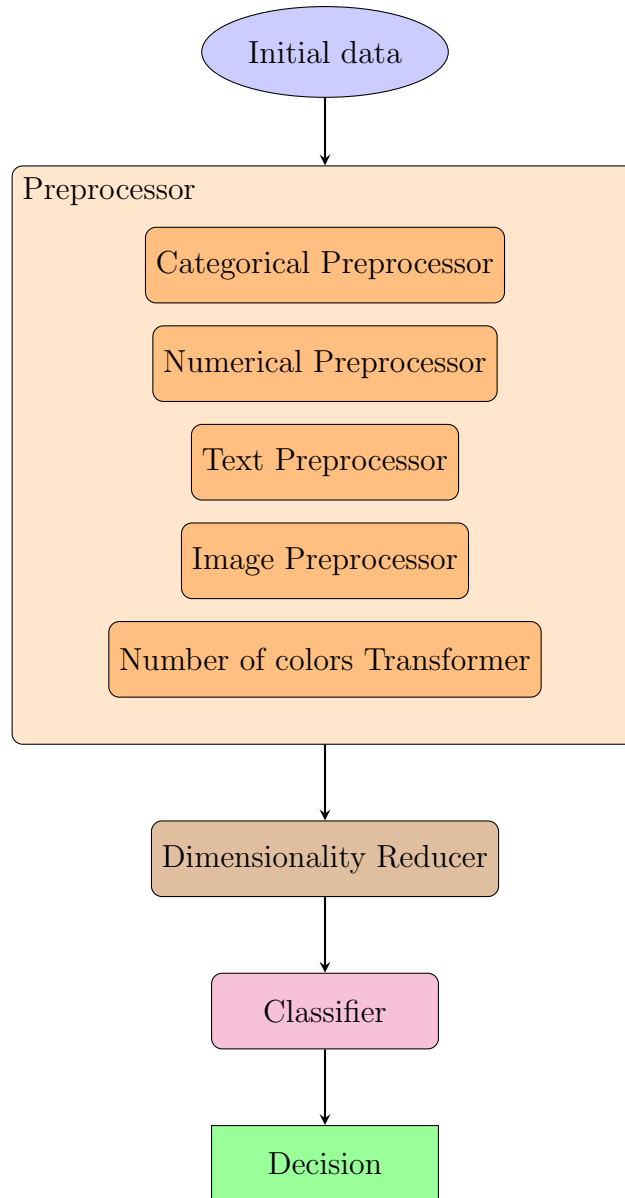 Initial data
Preprocessor
Categorical Preprocessor
Numerical Preprocessor
Text Preprocessor
Image Preprocessor
Number of colors Transformer
Dimensionality Reducer
Classifier
Decision